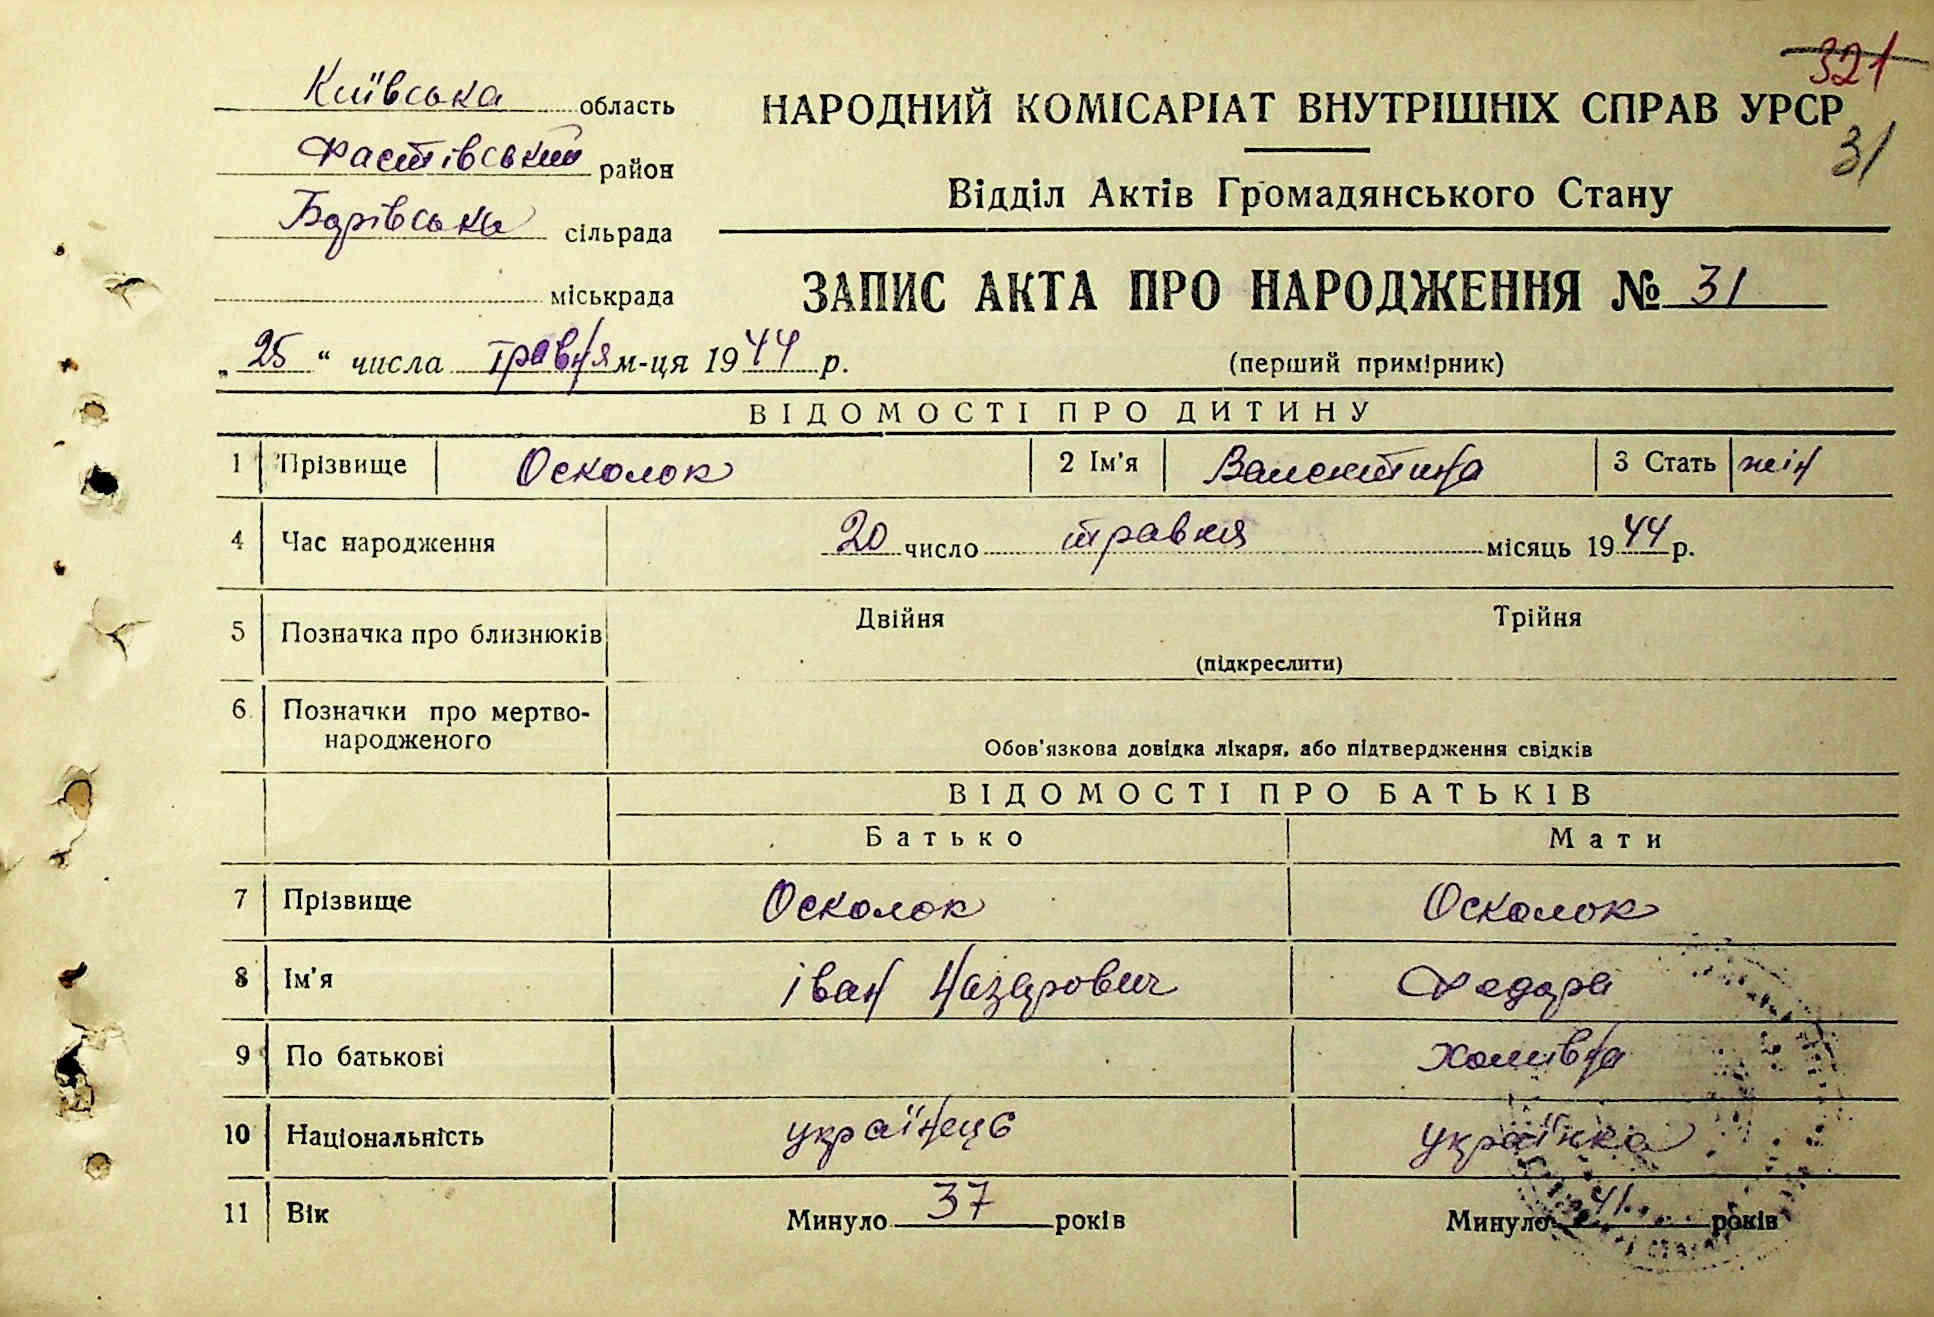 321
31
Київська область
Фастівський район
Борівська сільрада
міськрада
НАРОДНИЙ КОМІСАРІАТ ВНУТРІШНІХ СПРАВ УРСР
Відділ Актів Громадянського Стану
ЗАПИС АКТА ПРО НАРОДЖЕННЯ № 31
„25“ числа травня м-ця 1944 р.
(перший примірник)
ВІДОМОСТІ ПРО ДИТИНУ
1 Прізвище Осколок 2 Ім'я Валентина 3 Стать жін
4 Час народження 20 число травня місяць 1944 р.
5 Позначка про близнюків Двійня Трійня
(підкреслити)
6 Позначки про мертво-
народженого
Обов'язкова довідка лікаря, або підтвердження свідків
ВІДОМОСТІ ПРО БАТЬКІВ
Батько Мати
7 Прізвище Осколок Осколок
8 Ім'я Іван Назарович Федора
9 По батькові Хомівна
10 Національність українець українка
11 Вік Минуло 37 років Минуло 41 років